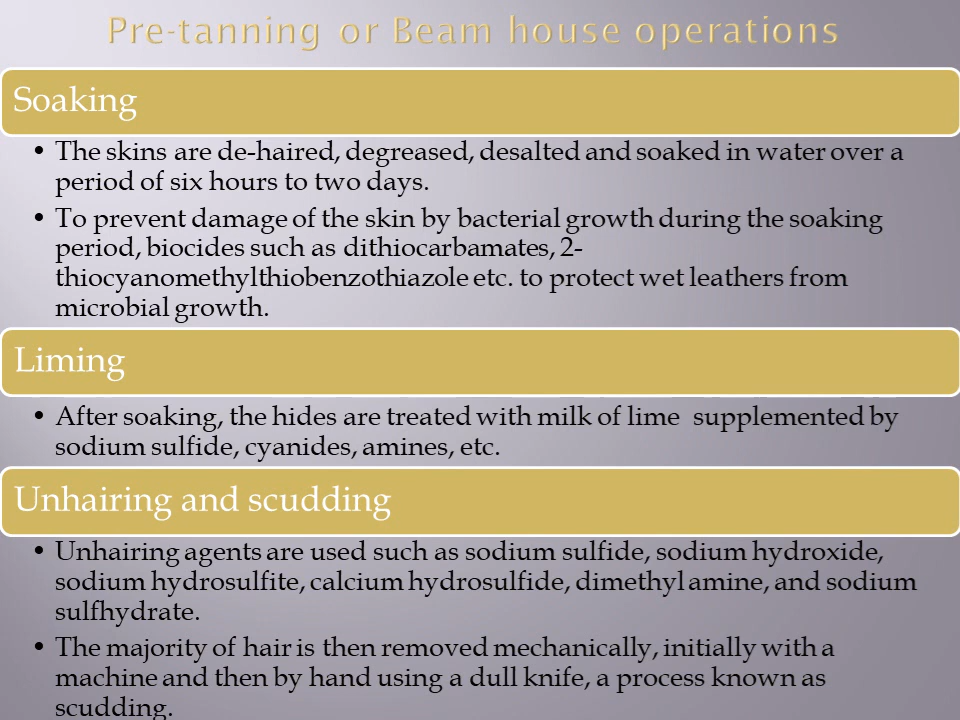 Pre-tanning or Beam house operations
Soaking
• The skins are de-haired, degreased, desalted and soaked in water over a
period of six hours to two days.
• To prevent damage of the skin by bacterial growth during the soaking
period, biocides such as dithiocarbamates, 2-
thiocyanomethylthiobenzothiazole etc. to protect wet leathers from
microbial growth.
Liming
• After soaking, the hides are treated with milk of lime supplemented by
sodium sulfide, cyanides, amines, etc.
Unhairing and scudding
• Unhairing agents are used such as sodium sulfide, sodium hydroxide,
sodium hydrosulfite, calcium hydrosulfide, dimethyl amine, and sodium
sulfhydrate.
• The majority of hair is then removed mechanically, initially with a
machine and then by hand using a dull knife, a process known as
scudding.